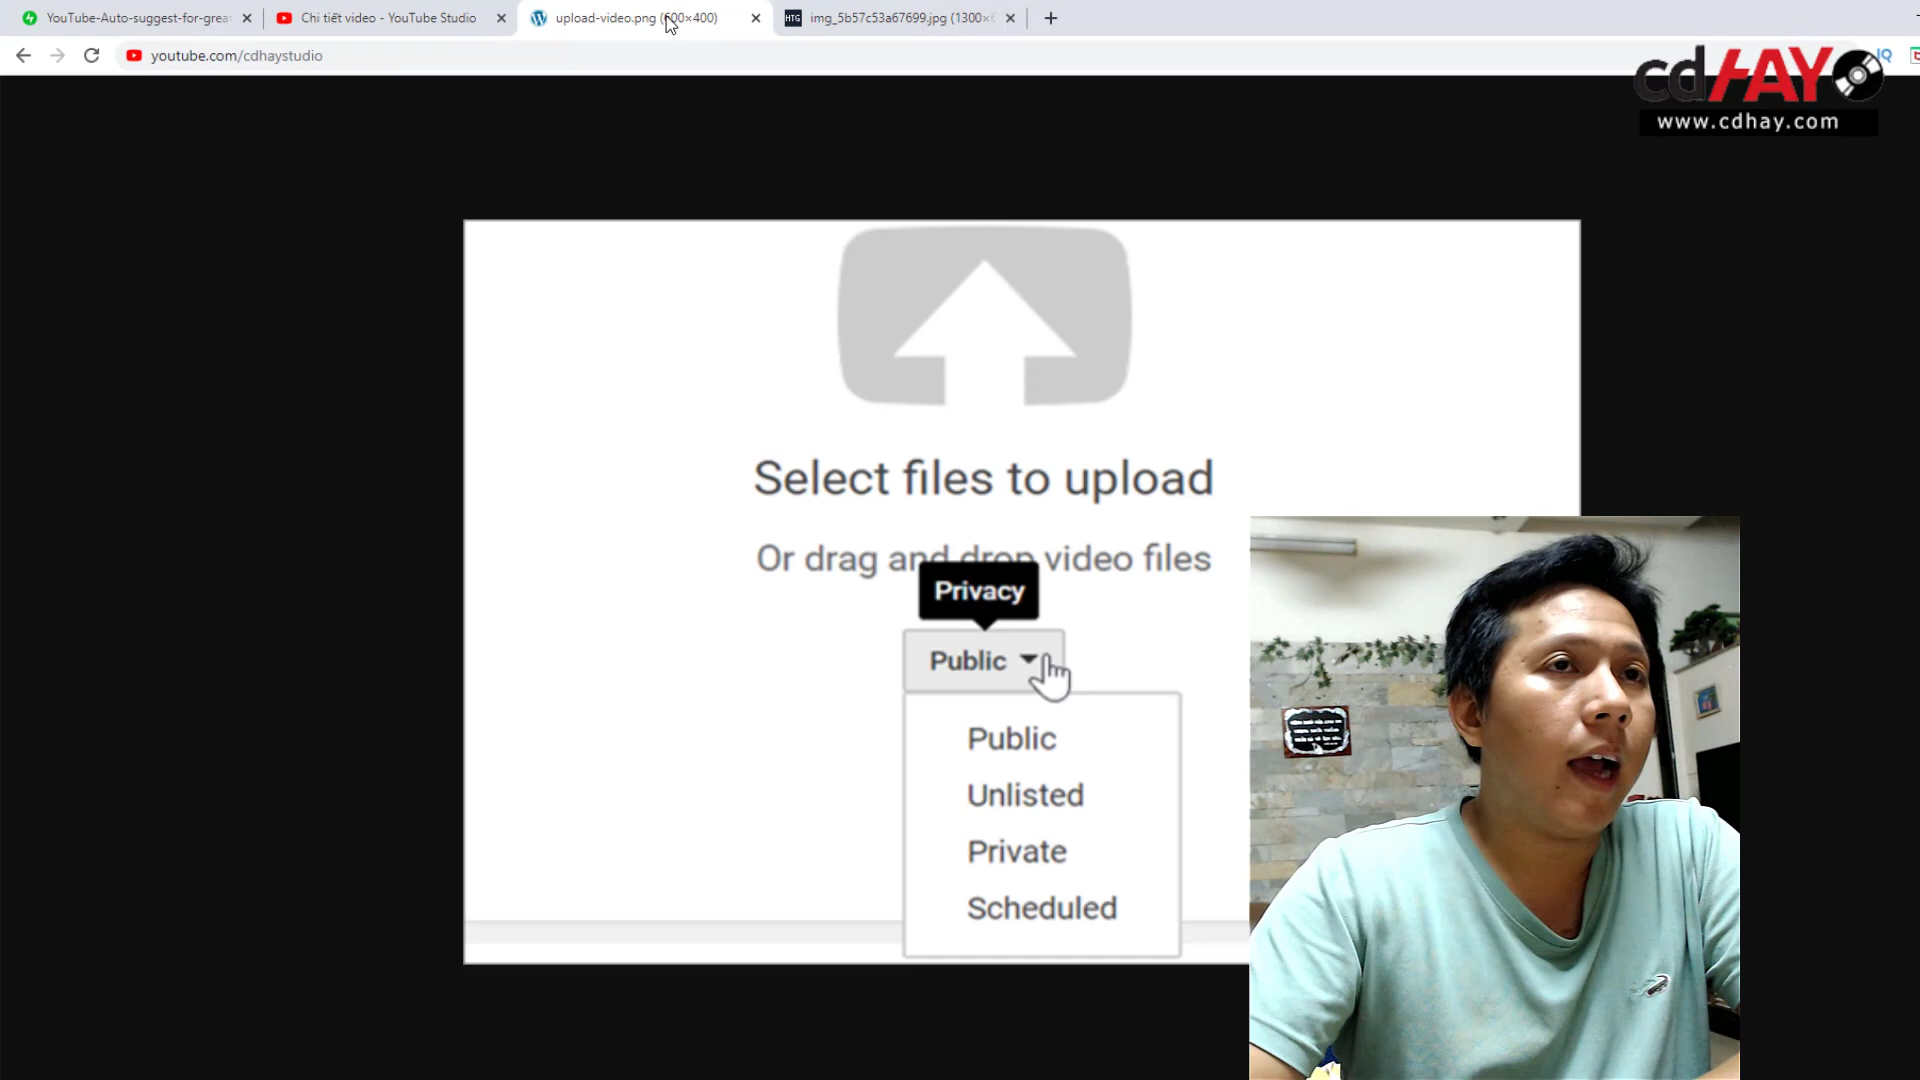 YouTube-Auto-suggest-for-grea
Chi tiết video - YouTube Studio
upload-video.png (600×400)
img_5b57c53a67699.jpg (1300×
youtube.com/cdhaystudio
IQ
cdHAY
www.cdhay.com
Select files to upload
Or drag and drop video files
Privacy
Public
Public
Unlisted
Private
Scheduled